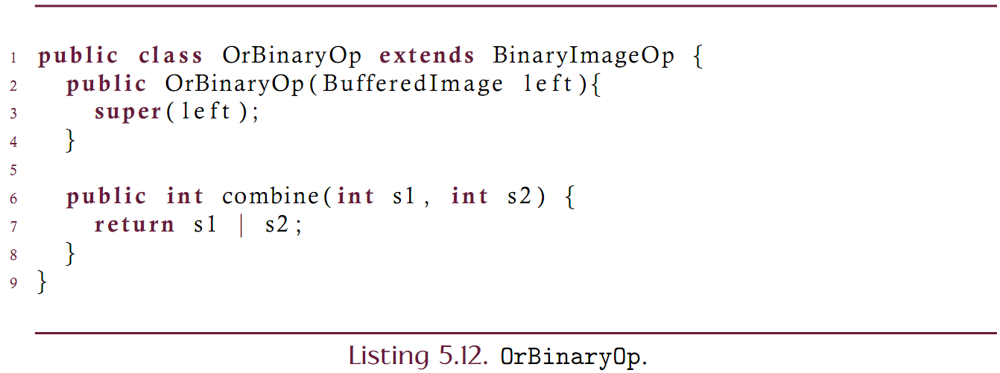 1 public class OrBinaryOp extends BinaryImageOp {
2   public OrBinaryOp(BufferedImage left){
3     super(left);
4   }
5
6   public int combine(int s1, int s2) {
7     return s1 | s2;
8   }
9 }
Listing 5.12. OrBinaryOp.